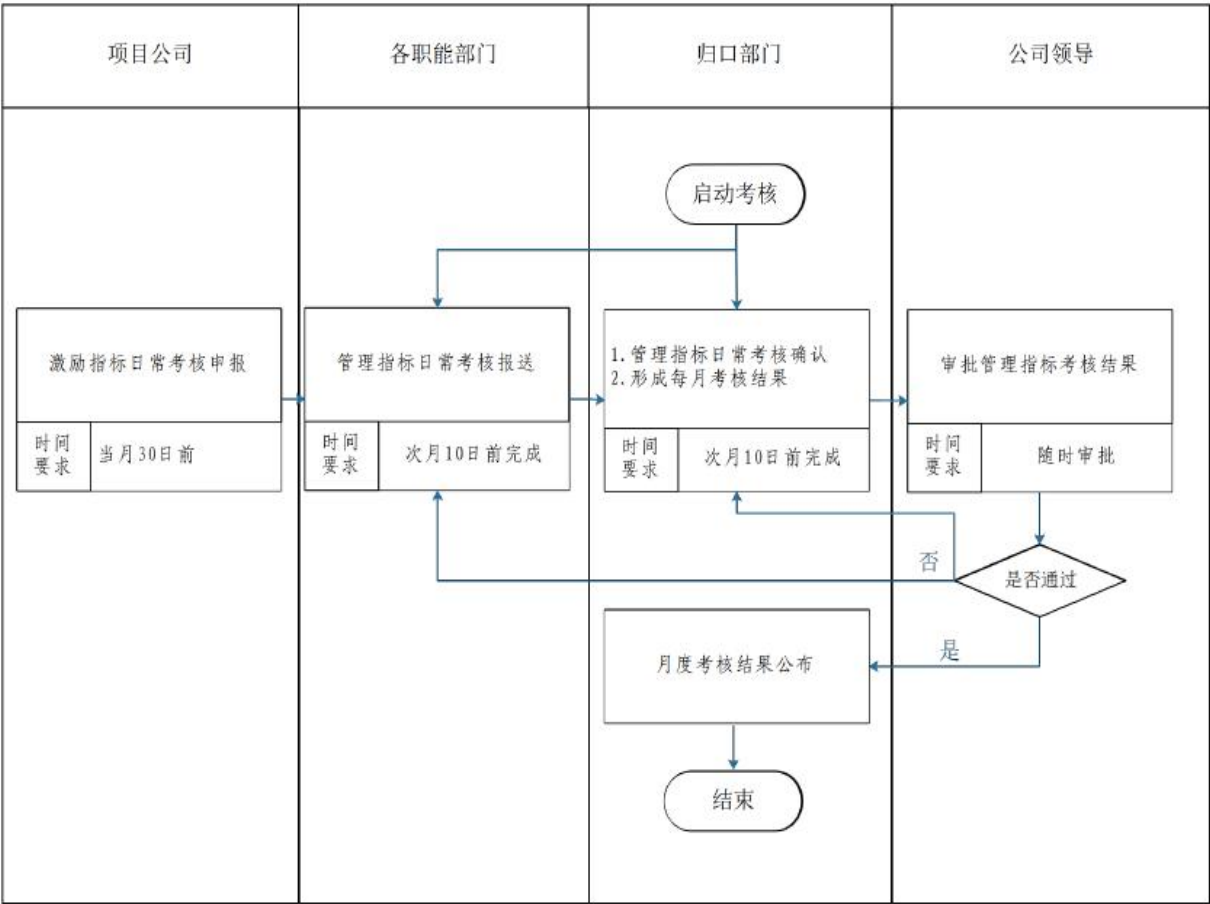 项目公司
各职能部门
归口部门
公司领导
启动考核
激励指标日常考核申报
时间
要求
当月30日前
管理指标日常考核报送
时间
要求
次月10日前完成
1.管理指标日常考核确认
2.形成每月考核结果
时间
要求
次月10日前完成
审批管理指标考核结果
时间
要求
随时审批
否
是否通过
月度考核结果公布
是
结束